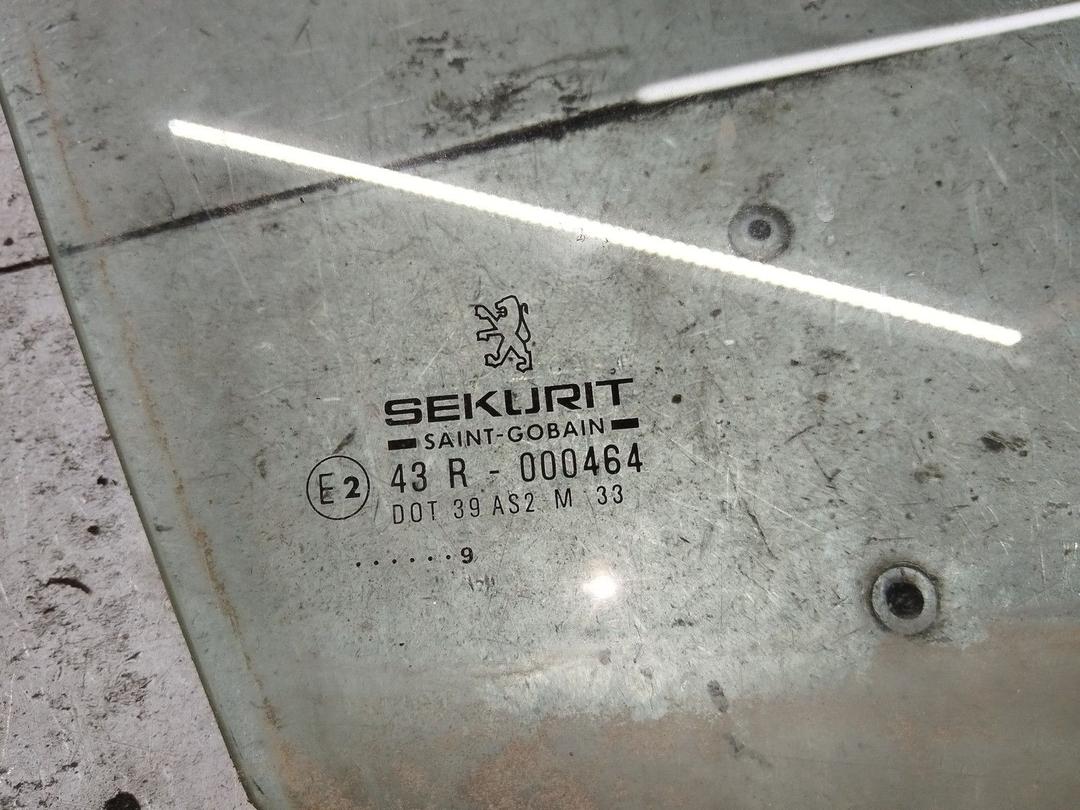 SEKURIT
SAINT-GOBAIN
E2 43 R - 000464
DOT 39 AS2 M 33
......9